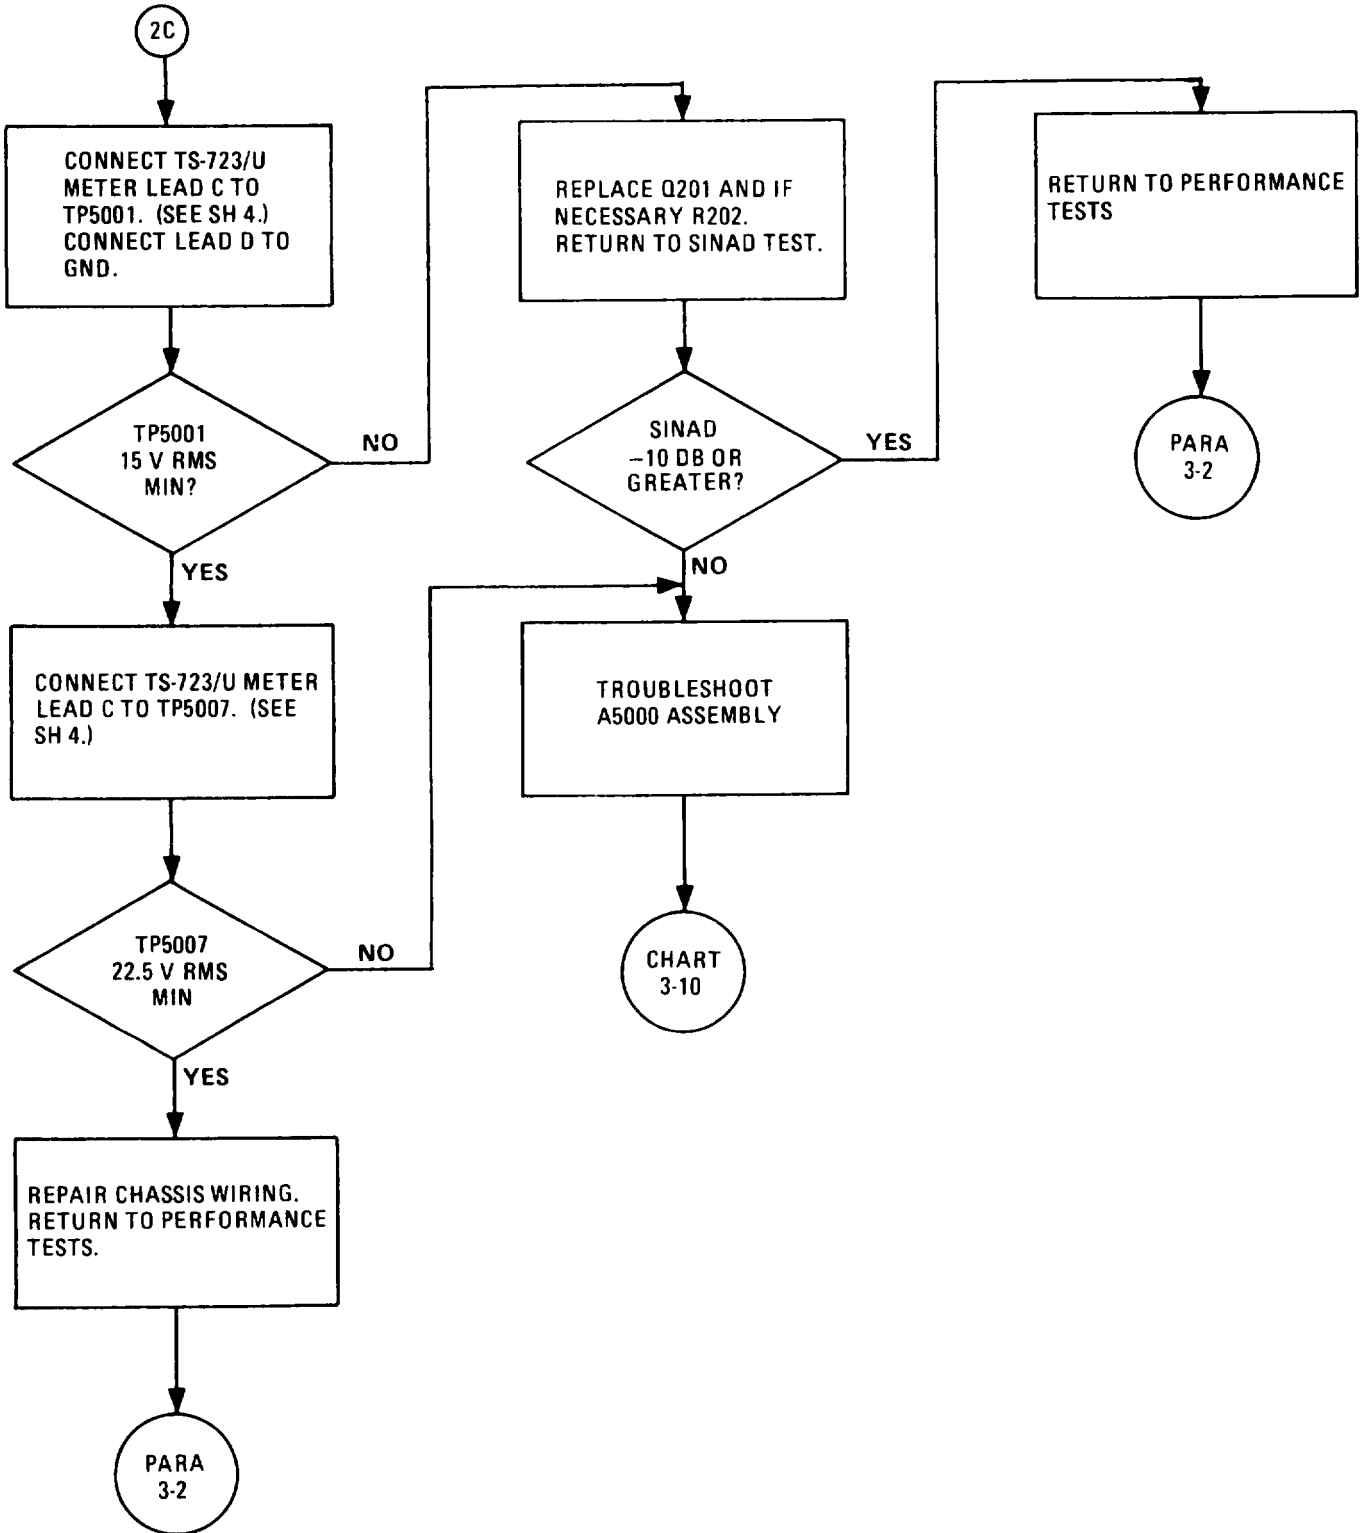 2C
CONNECT TS-723/U
METER LEAD C TO
TP5001. (SEE SH 4.)
CONNECT LEAD D TO
GND.
TP5001
15 V RMS
MIN?
NO
YES
CONNECT TS-723/U METER
LEAD C TO TP5007. (SEE
SH 4.)
TP5007
22.5 V RMS
MIN
NO
YES
REPAIR CHASSIS WIRING.
RETURN TO PERFORMANCE
TESTS.
PARA
3-2
REPLACE Q201 AND IF
NECESSARY R202.
RETURN TO SINAD TEST.
SINAD
–10 DB OR
GREATER?
YES
NO
TROUBLESHOOT
A5000 ASSEMBLY
CHART
3-10
RETURN TO PERFORMANCE
TESTS
PARA
3-2